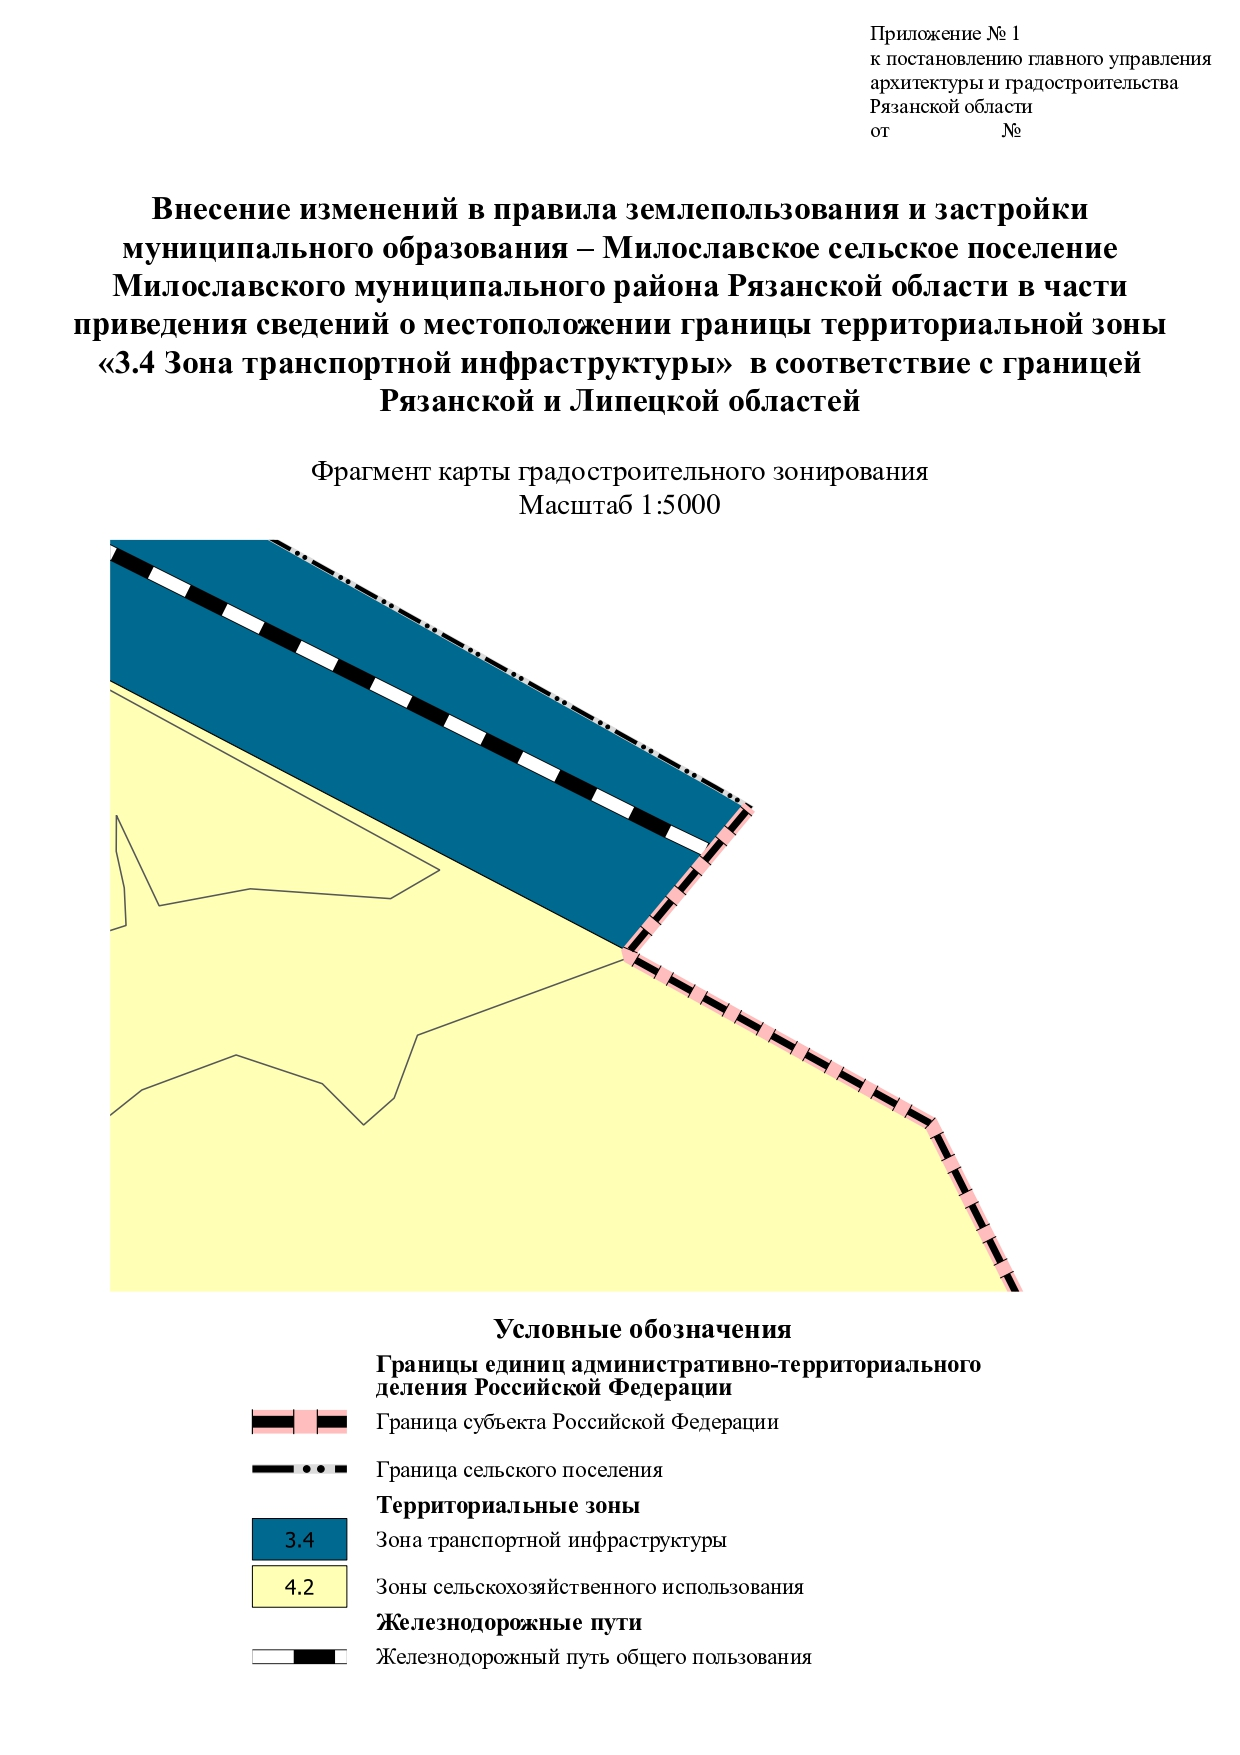 Приложение № 1
к постановлению главного управления
архитектуры и градостроительства
Рязанской области
от №
Внесение изменений в правила землепользования и застройки
муниципального образования – Милославское сельское поселение
Милославского муниципального района Рязанской области в части
приведения сведений о местоположении границы территориальной зоны
«3.4 Зона транспортной инфраструктуры» в соответствие с границей
Рязанской и Липецкой областей
Фрагмент карты градостроительного зонирования
Масштаб 1:5000
Условные обозначения
Границы единиц административно-территориального
деления Российской Федерации
Граница субъекта Российской Федерации
Граница сельского поселения
Территориальные зоны
3.4 Зона транспортной инфраструктуры
4.2 Зоны сельскохозяйственного использования
Железнодорожные пути
Железнодорожный путь общего пользования